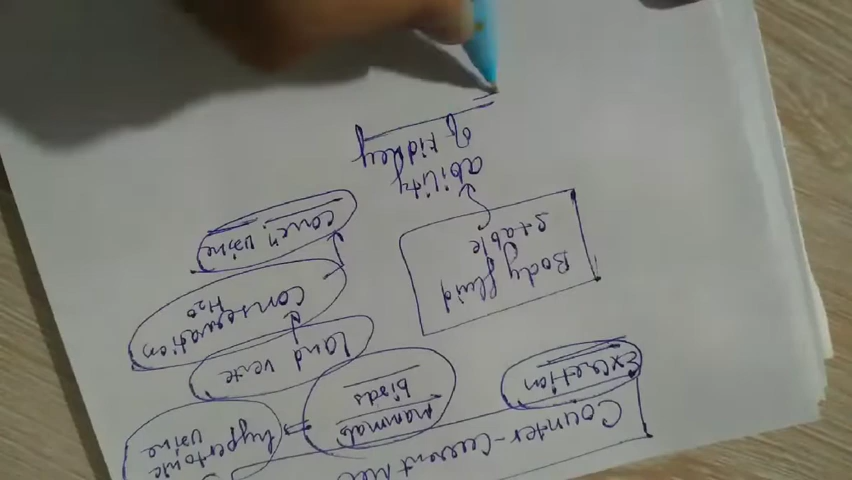 Counter-Current Mec
Excretion
mammals
birds
hypertonic
urine
land verte
Conservation
H2O
conc'n urine
Body fluid
stable
ability
of kidney